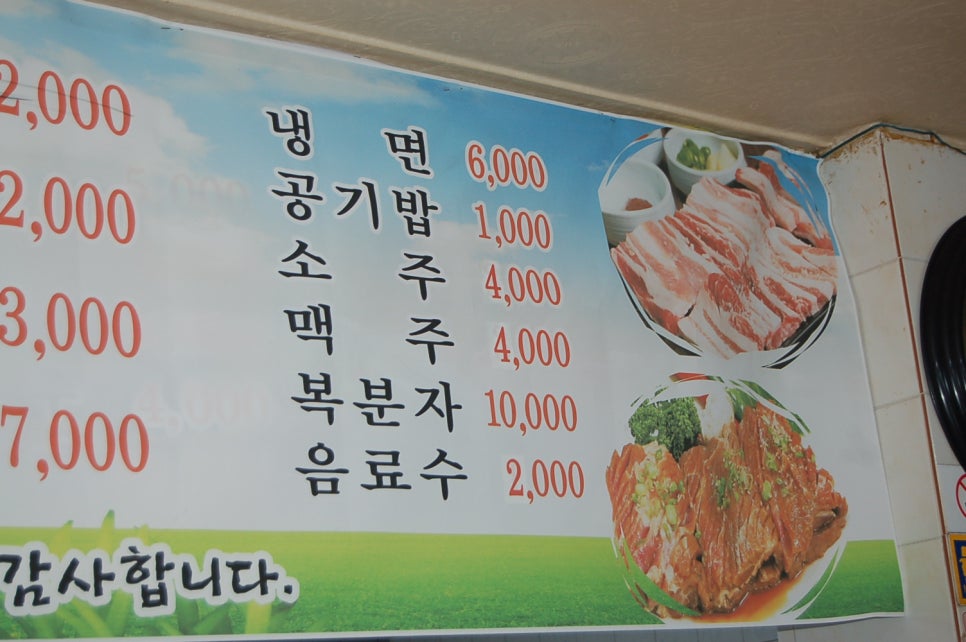 2,000
2,000
3,000
7,000
냉면 6,000
공기밥 1,000
소주 4,000
맥주 4,000
복분자 10,000
음료수 2,000
감사합니다.